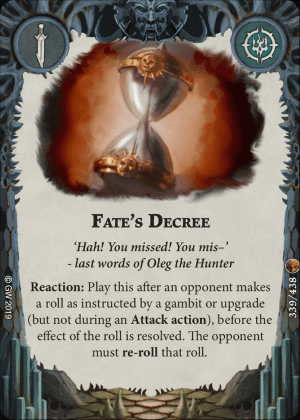 FATE'S DECREE
'Hah! You missed! You mis–'
- last words of Oleg the Hunter
Reaction: Play this after an opponent makes
a roll as instructed by a gambit or upgrade
(but not during an Attack action), before the
effect of the roll is resolved. The opponent
must re-roll that roll.
© GW 2019
339/438